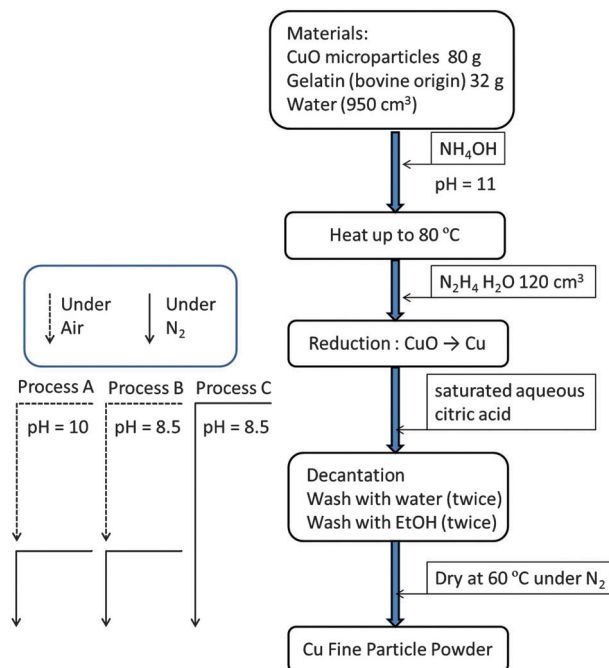 Materials:
CuO microparticles 80 g
Gelatin (bovine origin) 32 g
Water (950 cm³)
NH₄OH
pH = 11
Heat up to 80 °C
N₂H₄ H₂O 120 cm³
Reduction : CuO → Cu
saturated aqueous
citric acid
Decantation
Wash with water (twice)
Wash with EtOH (twice)
Dry at 60 °C under N₂
Cu Fine Particle Powder
Under
Air
Under
N₂
Process A
Process B
Process C
pH = 10
pH = 8.5
pH = 8.5